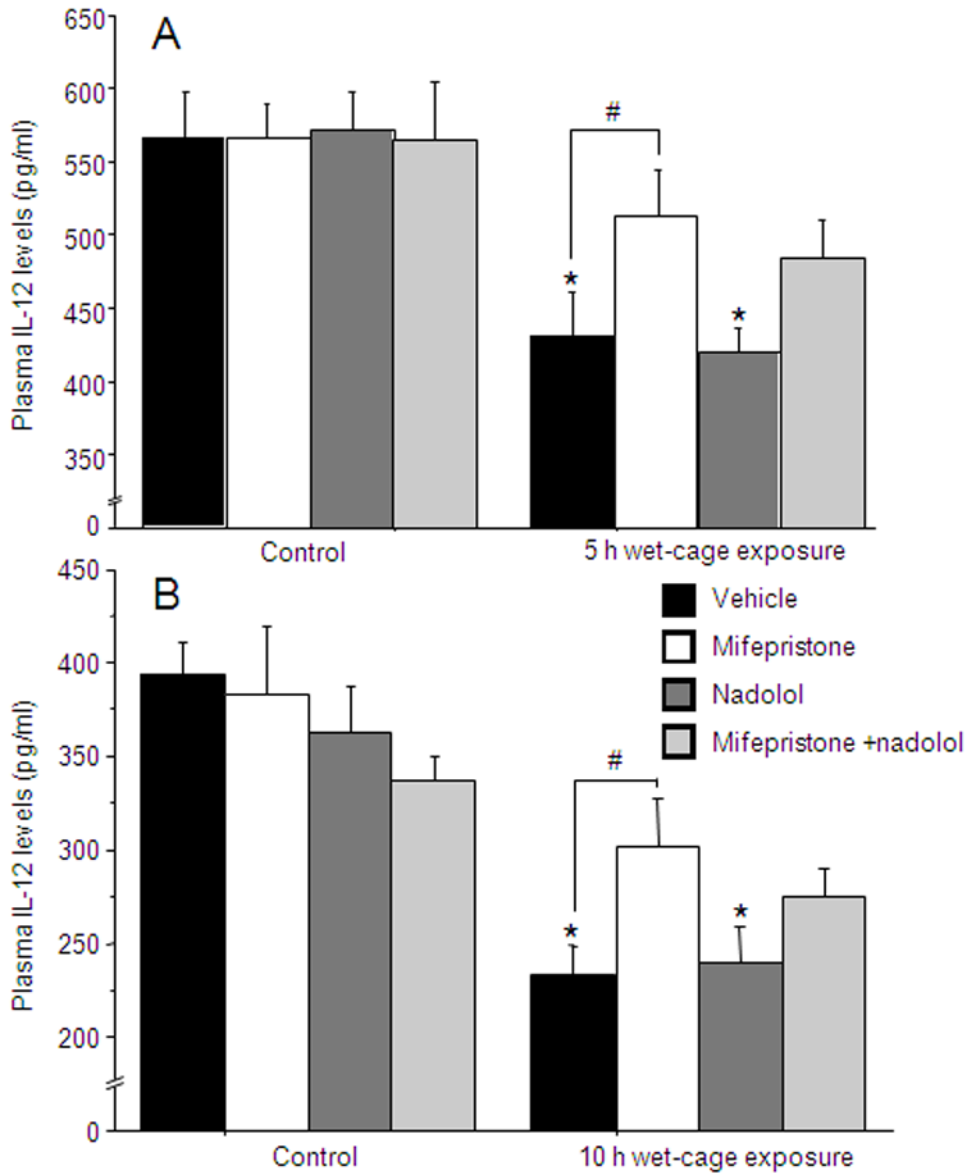 A
Plasma IL-12 levels (pg/ml)
650
600
550
500
450
400
350
0
#
*
*
Control
5 h wet-cage exposure
B
Plasma IL-12 levels (pg/ml)
450
400
350
300
250
200
0
Vehicle
Mifepristone
Nadolol
Mifepristone +nadolol
#
*
*
Control
10 h wet-cage exposure